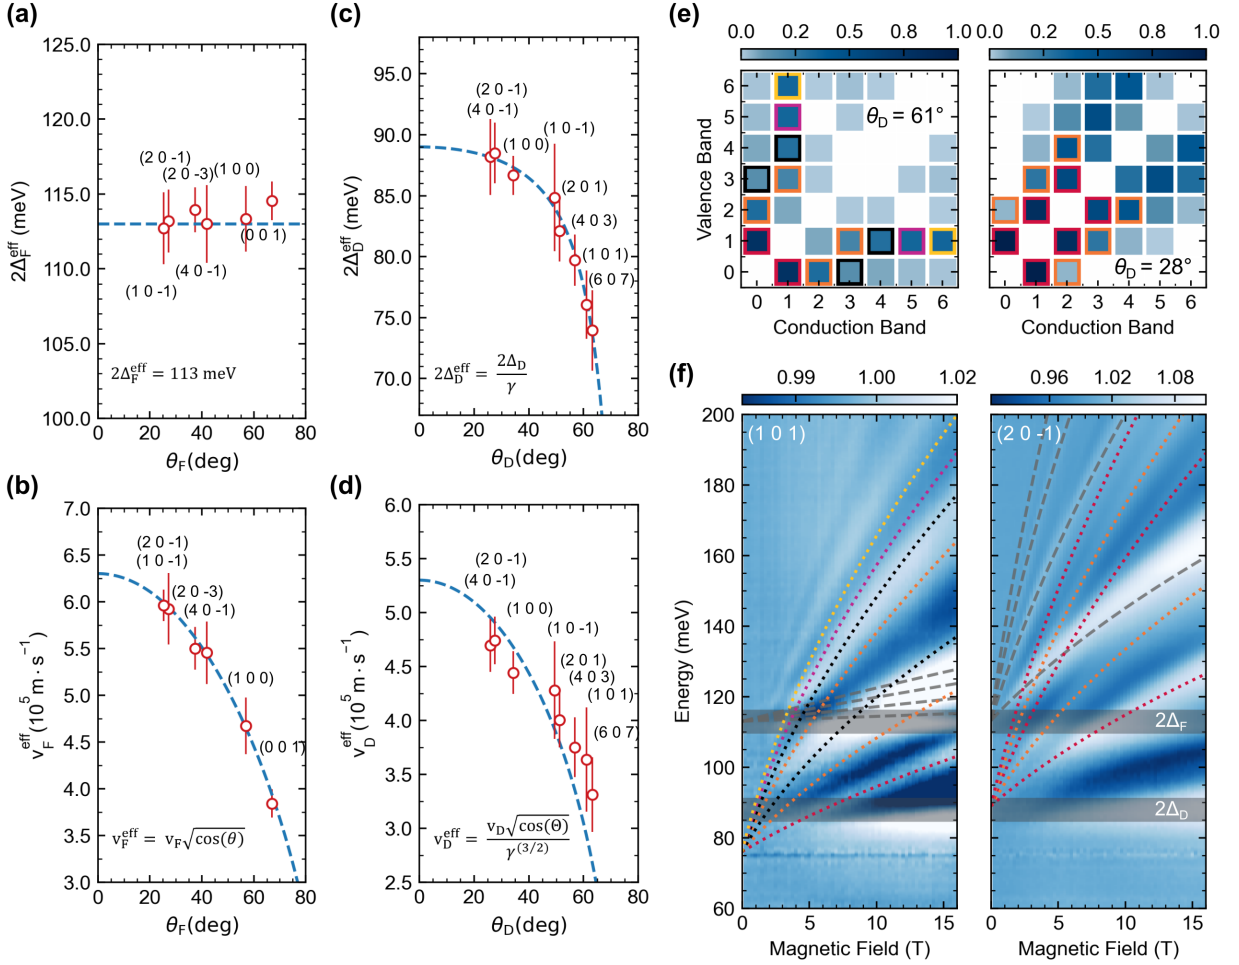 (a)
125.0
120.0
115.0
110.0
105.0
100.0
2Δ_F^eff (meV)
(2 0 -1)
(2 0 -3)
(1 0 0)
(0 0 1)
(4 0 -1)
(1 0 -1)
2Δ_F^eff = 113 meV
0 20 40 60 80
θ_F(deg)
(b)
7.0
6.5
6.0
5.5
5.0
4.5
4.0
3.5
3.0
v_F^eff (10^5 m · s^−1)
(2 0 -1)
(1 0 -1)
(2 0 -3)
(4 0 -1)
(1 0 0)
(0 0 1)
v_F^eff = v_F√cos(θ)
0 20 40 60 80
θ_F(deg)
(c)
95.0
90.0
85.0
80.0
75.0
70.0
2Δ_D^eff (meV)
(2 0 -1)
(4 0 -1)
(1 0 0)
(1 0 -1)
(2 0 1)
(4 0 3)
(1 0 1)
(6 0 7)
2Δ_D^eff = 2Δ_D / γ
0 20 40 60 80
θ_D(deg)
(d)
6.0
5.5
5.0
4.5
4.0
3.5
3.0
2.5
v_D^eff (10^5 m · s^−1)
(2 0 -1)
(4 0 -1)
(1 0 0)
(1 0 -1)
(2 0 1)
(4 0 3)
(1 0 1)
(6 0 7)
v_D^eff = v_D√cos(Θ) / γ^(3/2)
0 20 40 60 80
θ_D(deg)
(e)
0.0 0.2 0.5 0.8 1.0
0.0 0.2 0.5 0.8 1.0
6
5
4
3
2
1
0
Valence Band
θ_D = 61°
θ_D = 28°
0 1 2 3 4 5 6
0 1 2 3 4 5 6
Conduction Band
Conduction Band
(f)
0.99 1.00 1.02
0.96 1.02 1.08
200
180
160
140
120
100
80
60
Energy (meV)
(1 0 1)
(2 0 -1)
2Δ_F
2Δ_D
0 5 10 15
0 5 10 15
Magnetic Field (T)
Magnetic Field (T)